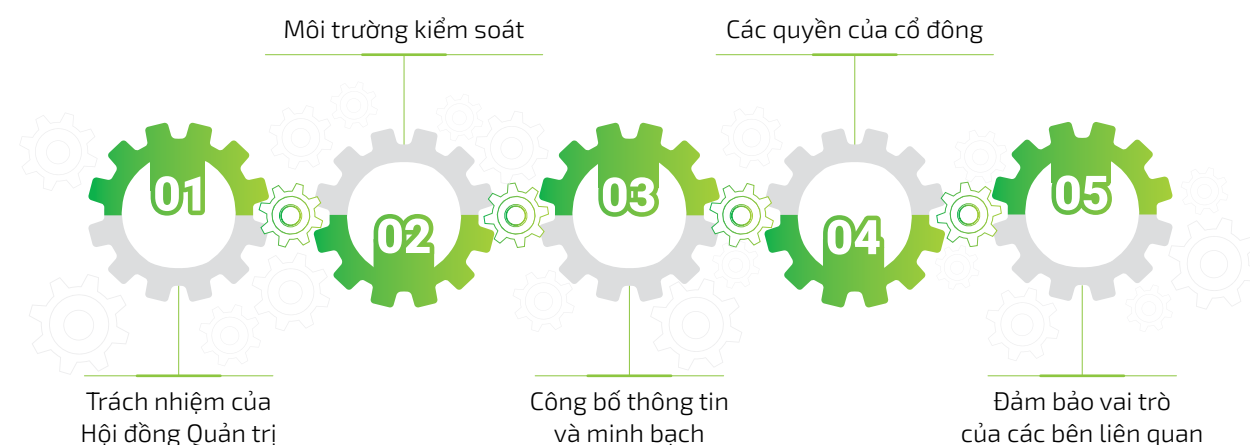 Môi trường kiểm soát
Các quyền của cổ đông
01
02
03
04
05
Trách nhiệm của
Hội đồng Quản trị
Công bố thông tin
và minh bạch
Đảm bảo vai trò
của các bên liên quan